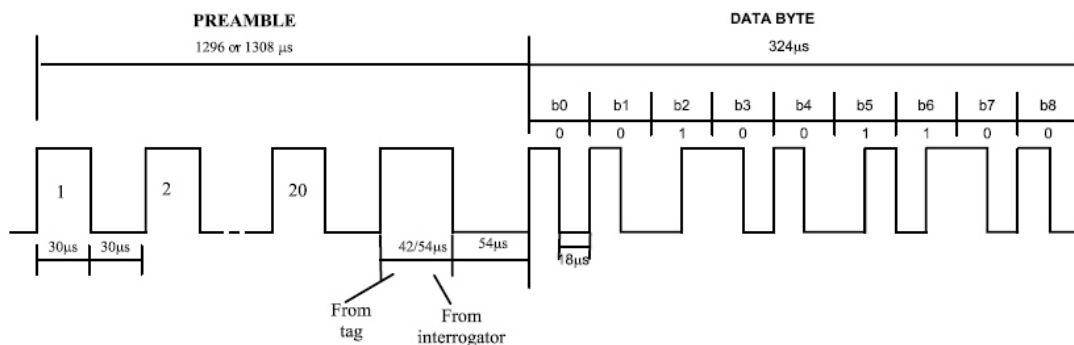 PREAMBLE
1296 or 1308 µs
DATA BYTE
324µs
b0 b1 b2 b3 b4 b5 b6 b7 b8
0 0 1 0 0 1 1 0 0
1 2 20
30µs 30µs 42/54µs 54µs 18µs
From
tag
From
interrogator